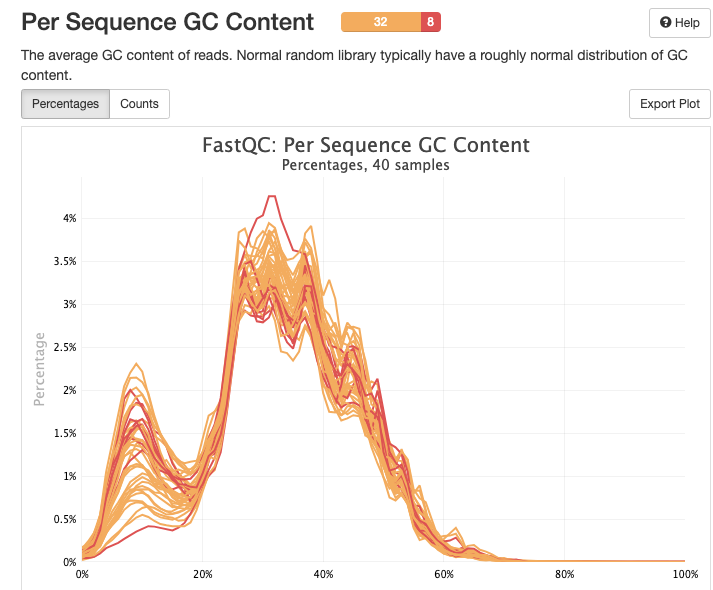 Per Sequence GC Content
32 8
Help
The average GC content of reads. Normal random library typically have a roughly normal distribution of GC
content.
Percentages Counts
Export Plot
FastQC: Per Sequence GC Content
Percentages, 40 samples
Percentage
4%
3.5%
3%
2.5%
2%
1.5%
1%
0.5%
0%
0% 20% 40% 60% 80% 100%